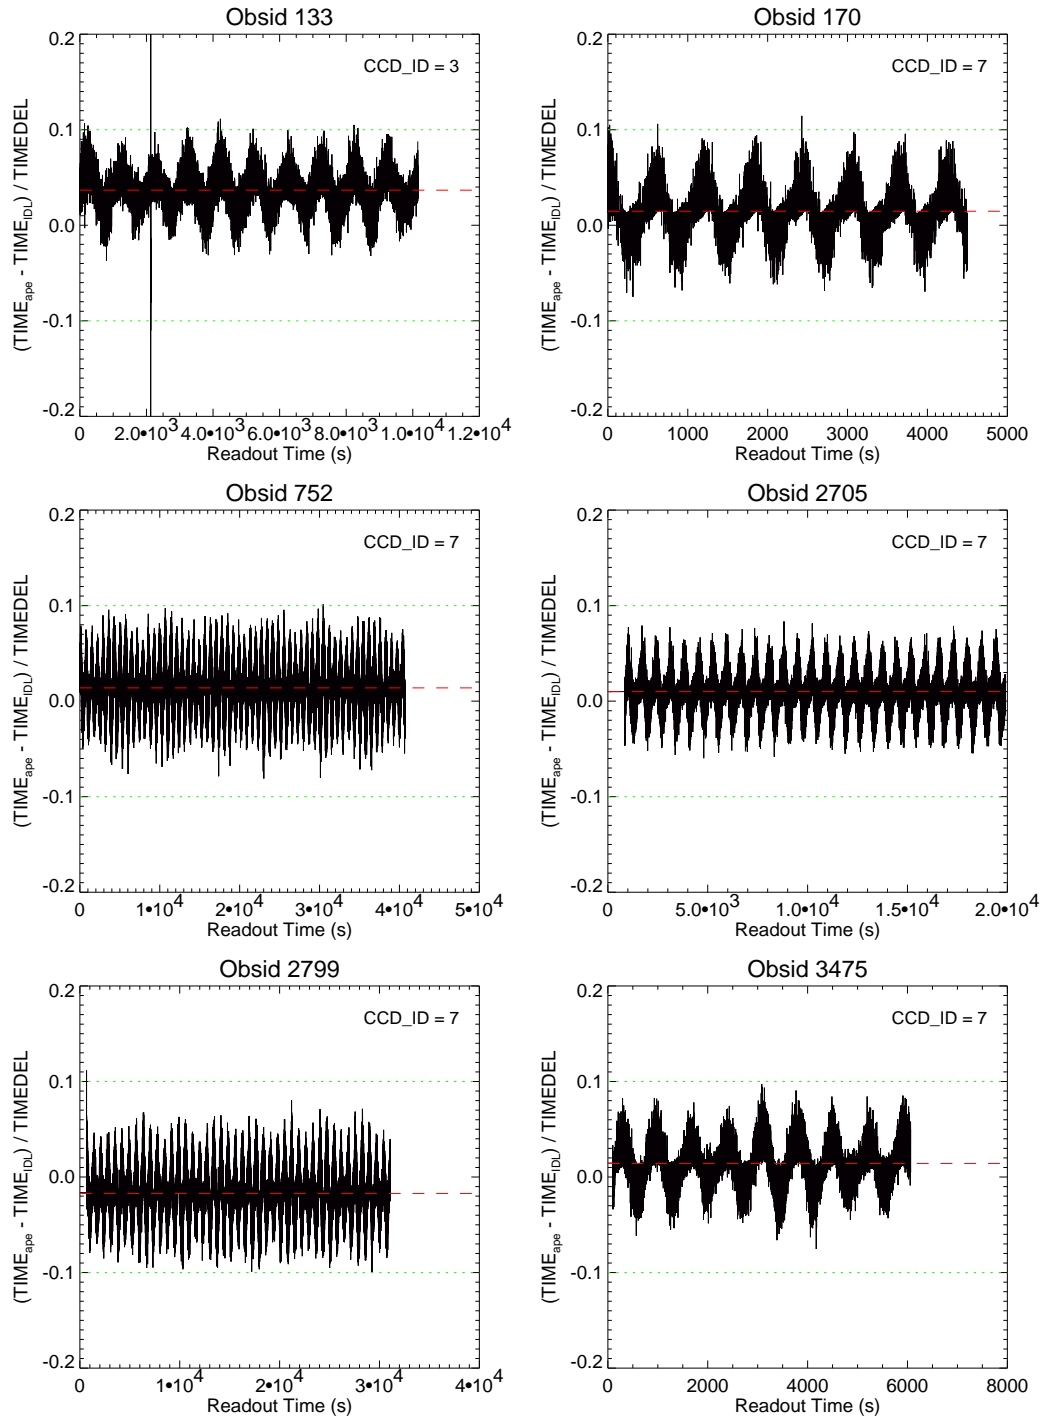 Obsid 133
CCD_ID = 3
(TIME_ape - TIME_IDL) / TIMEDEL
0.2
0.1
0.0
-0.1
-0.2
0 2.0•10^3 4.0•10^3 6.0•10^3 8.0•10^3 1.0•10^4 1.2•10^4
Readout Time (s)
Obsid 170
CCD_ID = 7
(TIME_ape - TIME_IDL) / TIMEDEL
0.2
0.1
0.0
-0.1
-0.2
0 1000 2000 3000 4000 5000
Readout Time (s)
Obsid 752
CCD_ID = 7
(TIME_ape - TIME_IDL) / TIMEDEL
0.2
0.1
0.0
-0.1
-0.2
0 1•10^4 2•10^4 3•10^4 4•10^4 5•10^4
Readout Time (s)
Obsid 2705
CCD_ID = 7
(TIME_ape - TIME_IDL) / TIMEDEL
0.2
0.1
0.0
-0.1
-0.2
0 5.0•10^3 1.0•10^4 1.5•10^4 2.0•10^4
Readout Time (s)
Obsid 2799
CCD_ID = 7
(TIME_ape - TIME_IDL) / TIMEDEL
0.2
0.1
0.0
-0.1
-0.2
0 1•10^4 2•10^4 3•10^4 4•10^4
Readout Time (s)
Obsid 3475
CCD_ID = 7
(TIME_ape - TIME_IDL) / TIMEDEL
0.2
0.1
0.0
-0.1
-0.2
0 2000 4000 6000 8000
Readout Time (s)